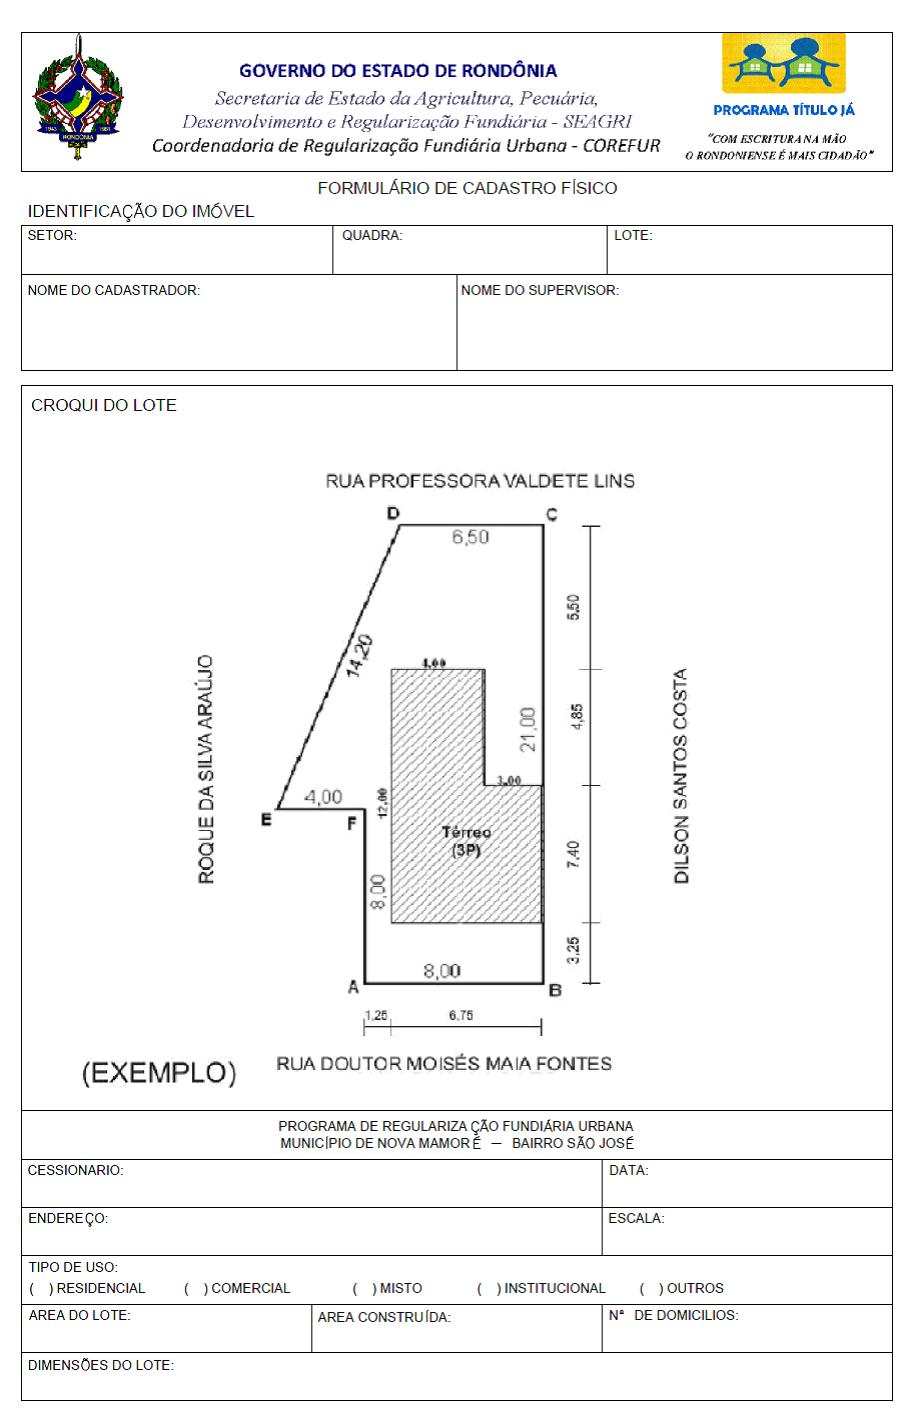 GOVERNO DO ESTADO DE RONDÔNIA
Secretaria de Estado da Agricultura, Pecuária,
Desenvolvimento e Regularização Fundiária - SEAGRI
Coordenadoria de Regularização Fundiária Urbana - COREFUR
1943 1981
RONDÔNIA
PROGRAMA TÍTULO JÁ
"COM ESCRITURA NA MÃO
O RONDONIENSE É MAIS CIDADÃO"
FORMULÁRIO DE CADASTRO FÍSICO
IDENTIFICAÇÃO DO IMÓVEL
SETOR: QUADRA: LOTE:
NOME DO CADASTRADOR: NOME DO SUPERVISOR:
CROQUI DO LOTE
RUA PROFESSORA VALDETE LINS
D C
6,50
5,50
14,20
4,00
ROQUE DA SILVA ARAÚJO
21,00
4,85
DILSON SANTOS COSTA
3,00
4,00
12,00
E F
Térreo
(3P)
7,40
8,00
3,25
8,00
A B
1,25 6,75
RUA DOUTOR MOISÉS MAIA FONTES
(EXEMPLO)
PROGRAMA DE REGULARIZA ÇÃO FUNDIÁRIA URBANA
MUNICÍPIO DE NOVA MAMOR É — BAIRRO SÃO JOSÉ
CESSIONARIO: DATA:
ENDEREÇO: ESCALA:
TIPO DE USO:
( ) RESIDENCIAL ( ) COMERCIAL ( ) MISTO ( ) INSTITUCIONAL ( ) OUTROS
AREA DO LOTE: AREA CONSTRUÍDA: Nª DE DOMICILIOS:
DIMENSÕES DO LOTE: